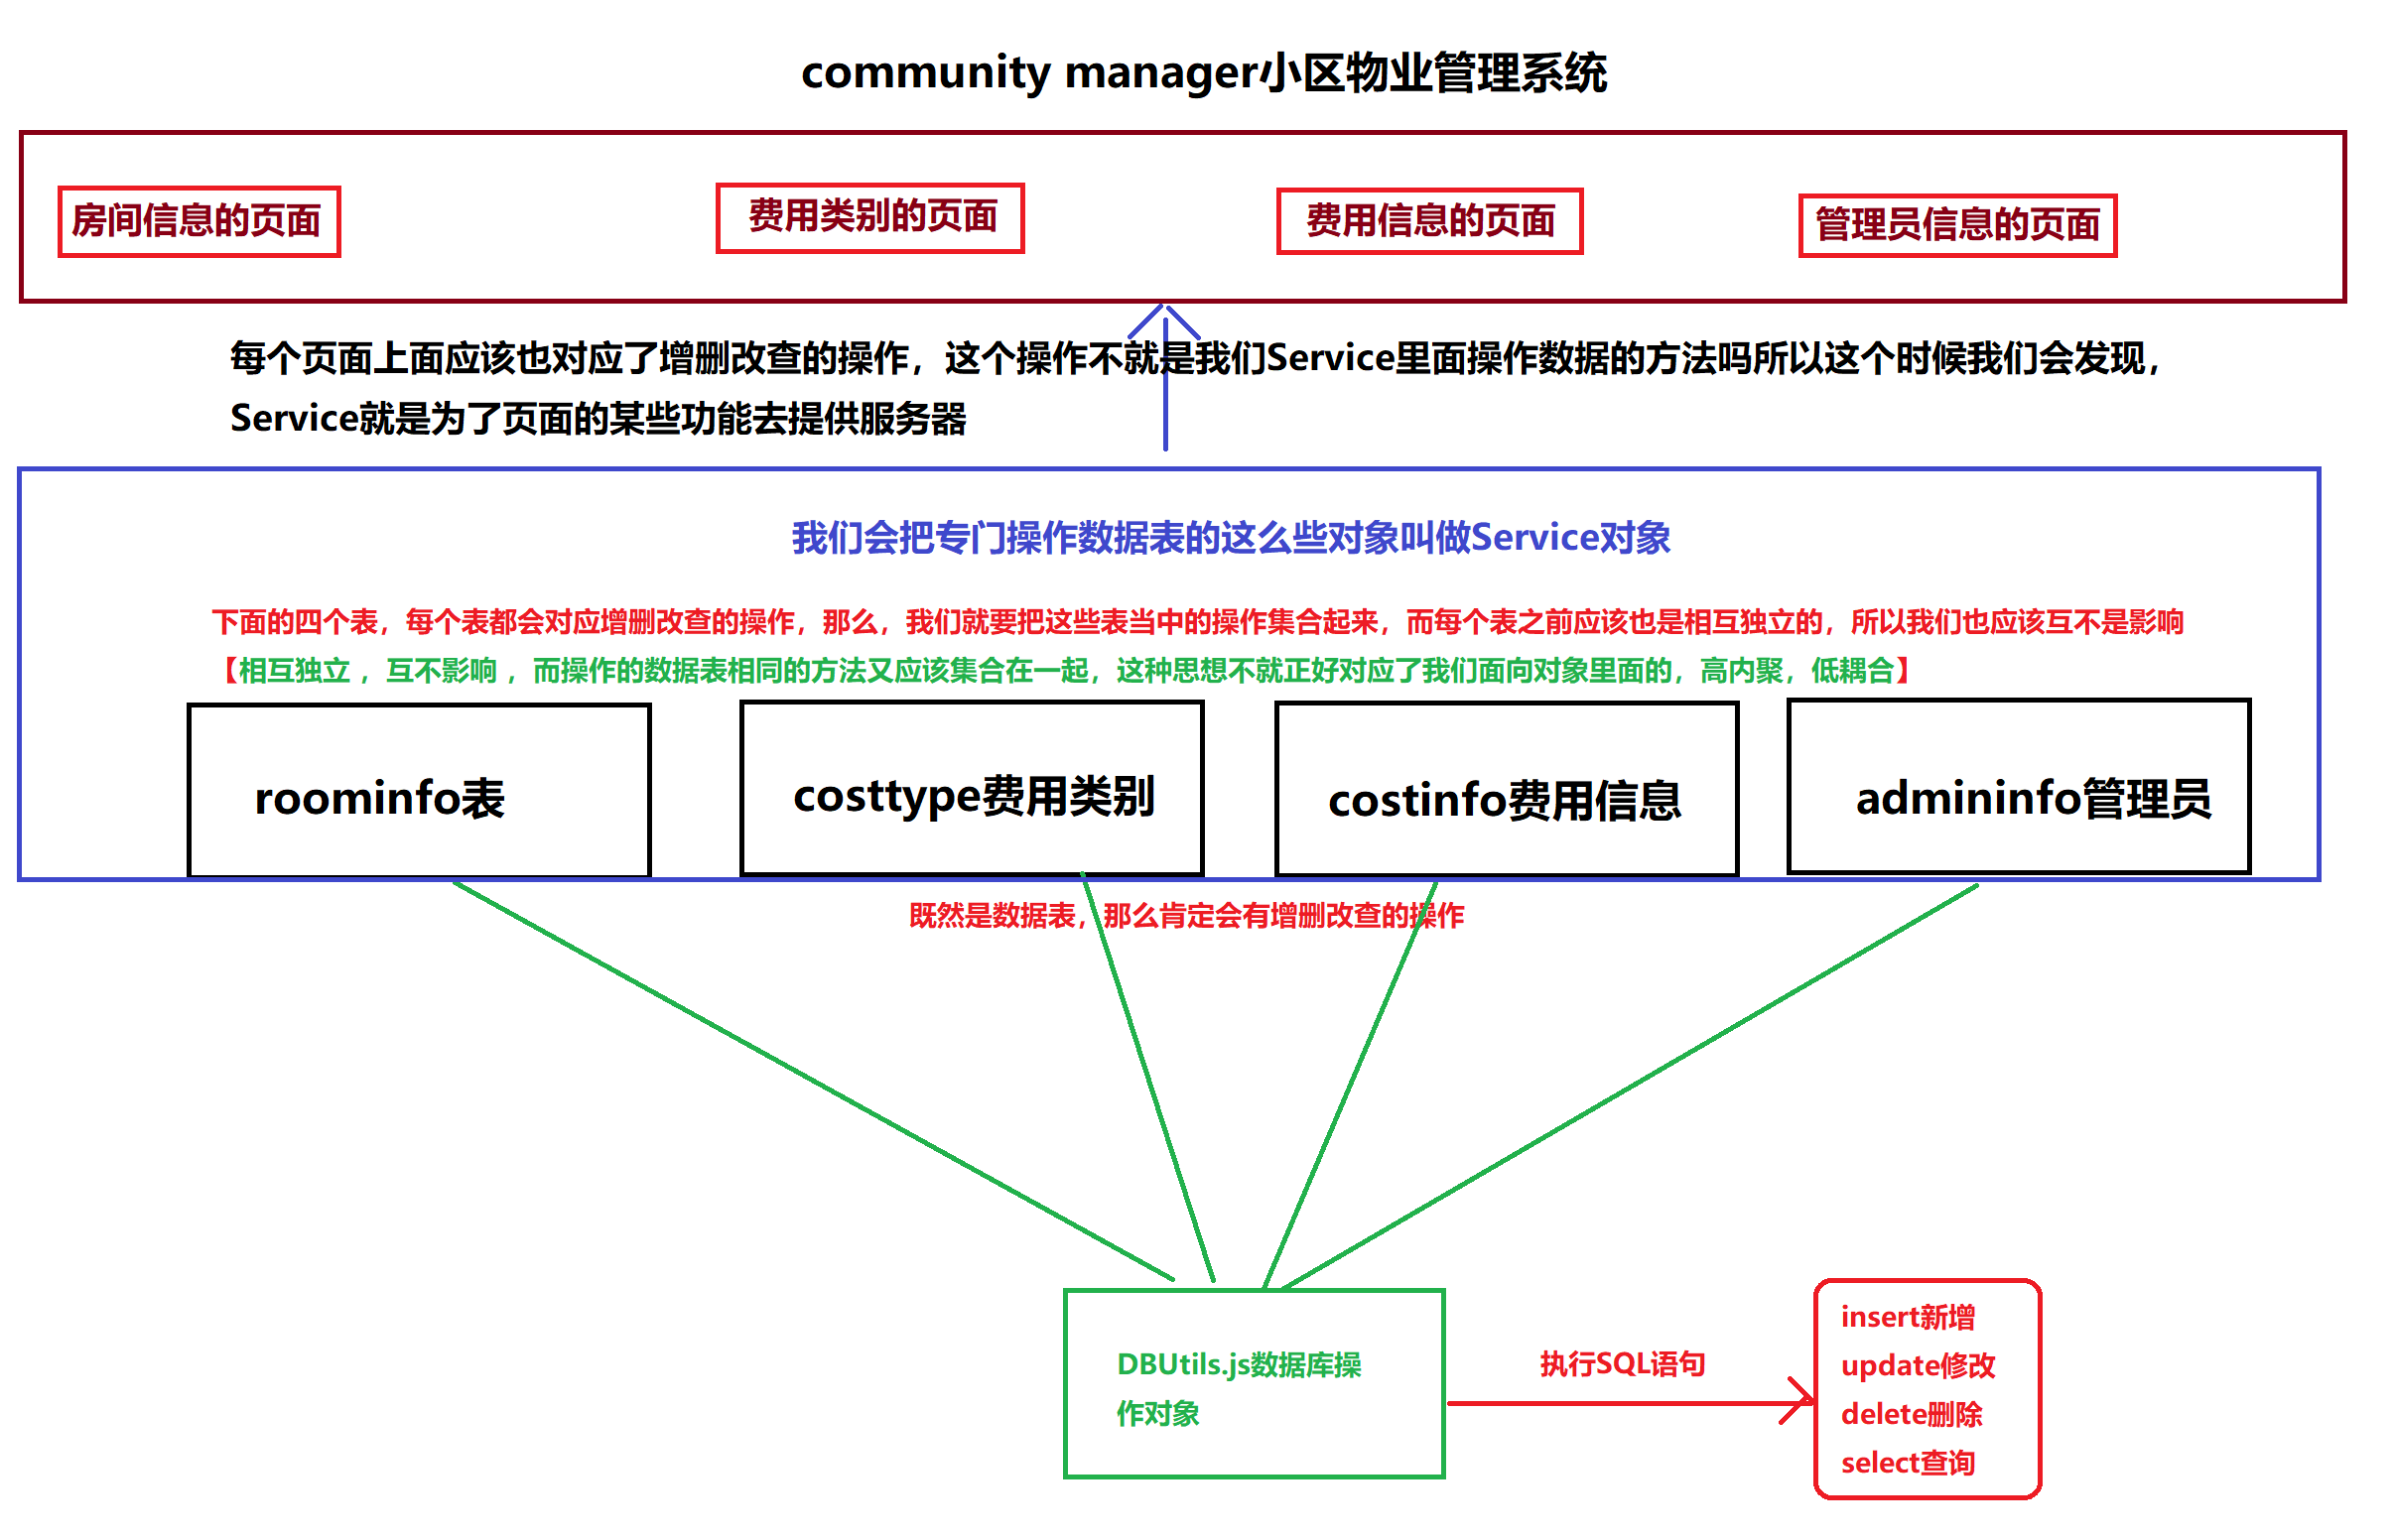 community manager小区物业管理系统
房间信息的页面
费用类别的页面
费用信息的页面
管理员信息的页面
每个页面上面应该也对应了增删改查的操作，这个操作不就是我们Service里面操作数据的方法吗所以这个时候我们会发现，
Service就是为了页面的某些功能去提供服务器
我们会把专门操作数据表的这么些对象叫做Service对象
下面的四个表，每个表都会对应增删改查的操作，那么，我们就要把这些表当中的操作集合起来，而每个表之前应该也是相互独立的，所以我们也应该互不是影响
【相互独立 ，互不影响 ，而操作的数据表相同的方法又应该集合在一起，这种思想不就正好对应了我们面向对象里面的，高内聚，低耦合】
roominfo表
costtype费用类别
costinfo费用信息
admininfo管理员
既然是数据表，那么肯定会有增删改查的操作
DBUtils.js数据库操
作对象
执行SQL语句
insert新增
update修改
delete删除
select查询